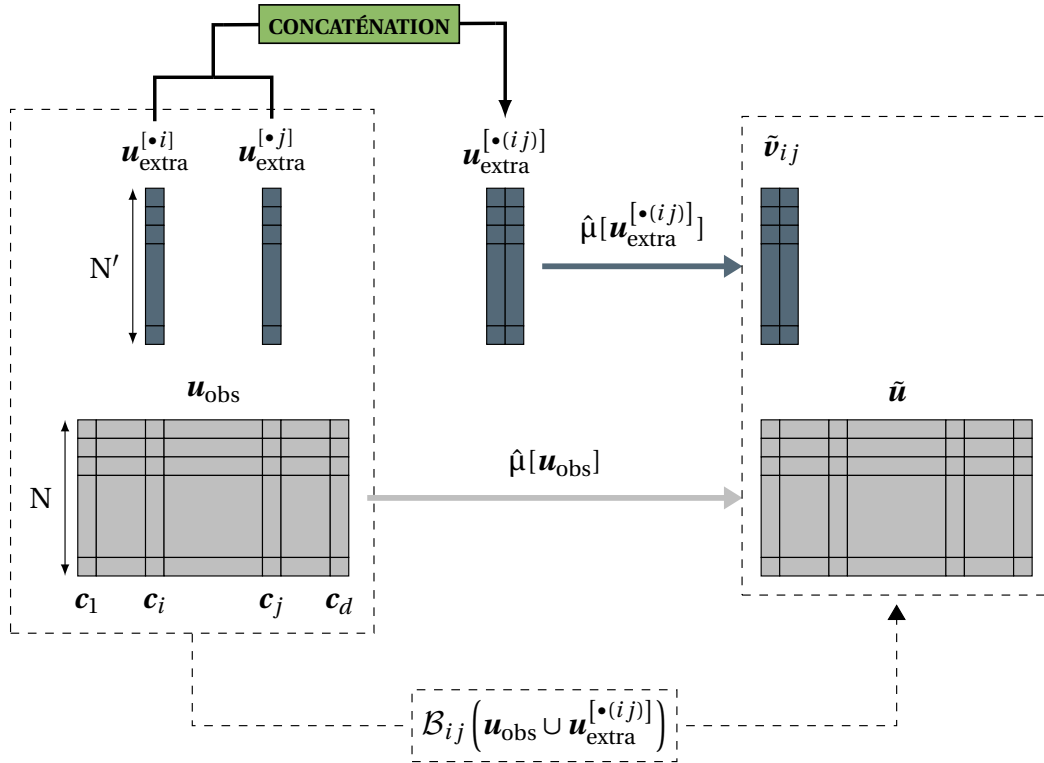 CONCATÉNATION
𝒖_extra^[•i] 𝒖_extra^[•j] 𝒖_extra^[•(ij)] ṽ_ij
N′ μ̂[𝒖_extra^[•(ij)]]
𝒖_obs ũ
N μ̂[𝒖_obs]
𝒄_1 𝒄_i 𝒄_j 𝒄_d
ℬ_ij(𝒖_obs ∪ 𝒖_extra^[•(ij)])